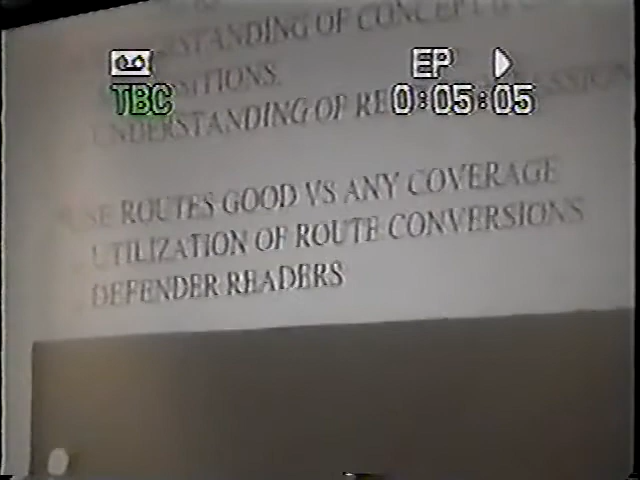 STANDING OF CONCEPT
SITIONS.
UNDERSTANDING OF RE
EP
TBC
0:05:05
ROUTES GOOD VS ANY COVERAGE
UTILIZATION OF ROUTE CONVERSIONS
DEFENDER READERS